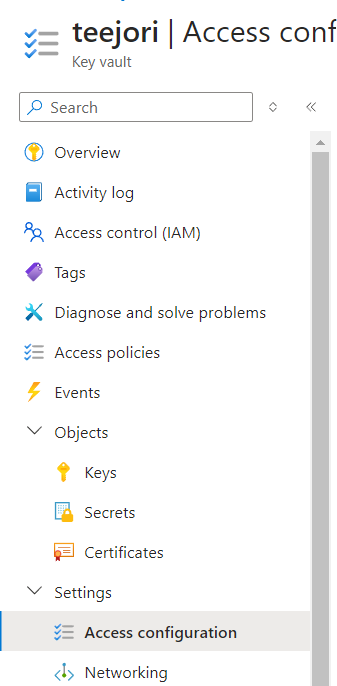 teejori | Access conf
Key vault
Search
Overview
Activity log
Access control (IAM)
Tags
Diagnose and solve problems
Access policies
Events
Objects
Keys
Secrets
Certificates
Settings
Access configuration
Networking